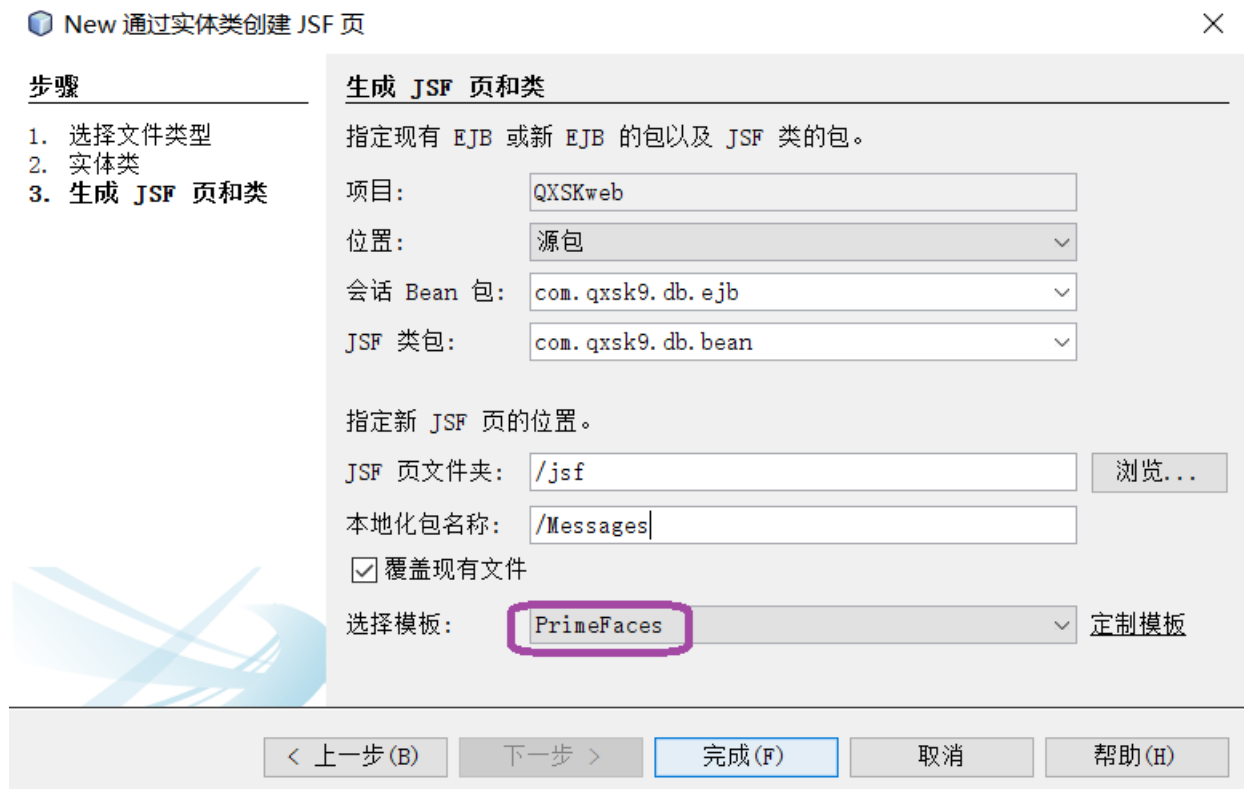 New 通过实体类创建 JSF 页
步骤
1. 选择文件类型
2. 实体类
3. 生成 JSF 页和类
生成 JSF 页和类
指定现有 EJB 或新 EJB 的包以及 JSF 类的包。
项目: QXSKweb
位置: 源包
会话 Bean 包: com.qxsk9.db.ejb
JSF 类包: com.qxsk9.db.bean
指定新 JSF 页的位置。
JSF 页文件夹: /jsf 浏览...
本地化包名称: /Messages
覆盖现有文件
选择模板: PrimeFaces 定制模板
< 上一步(B) 下一步 > 完成(F) 取消 帮助(H)